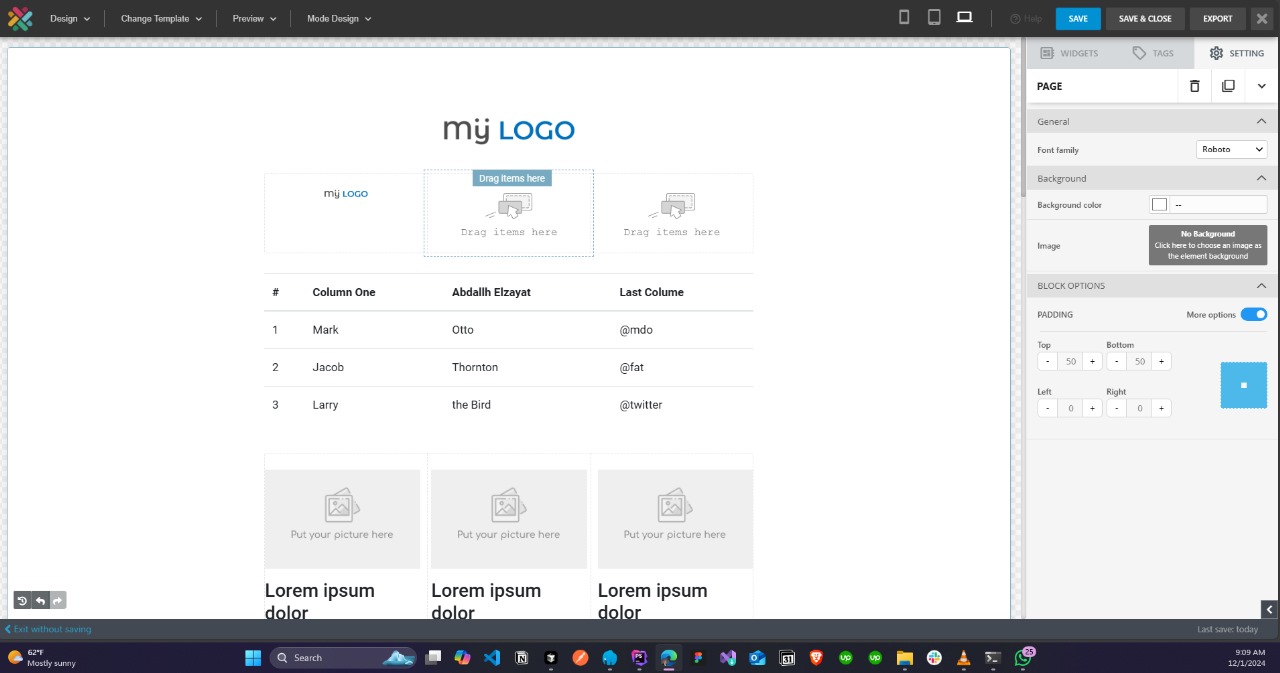 Design Change Template Preview Mode Design Help SAVE SAVE & CLOSE EXPORT
WIDGETS TAGS SETTING
PAGE
General
Font family Roboto
Background
Background color --
Image
No Background
Click here to choose an image as
the element background
BLOCK OPTIONS
PADDING More options
Top Bottom
- 50 + - 50 +
Left Right
- 0 + - 0 +
mÿ LOGO
mÿ LOGO
Drag items here
Drag items here
Drag items here
# Column One Abdallh Elzayat Last Colume
1 Mark Otto @mdo
2 Jacob Thornton @fat
3 Larry the Bird @twitter
Put your picture here Put your picture here Put your picture here
Lorem ipsum Lorem ipsum Lorem ipsum
dolor dolor dolor
Exit without saving Last save: today
62°F
Mostly sunny
Search
PS
31
up
up
25
9:09 AM
12/1/2024